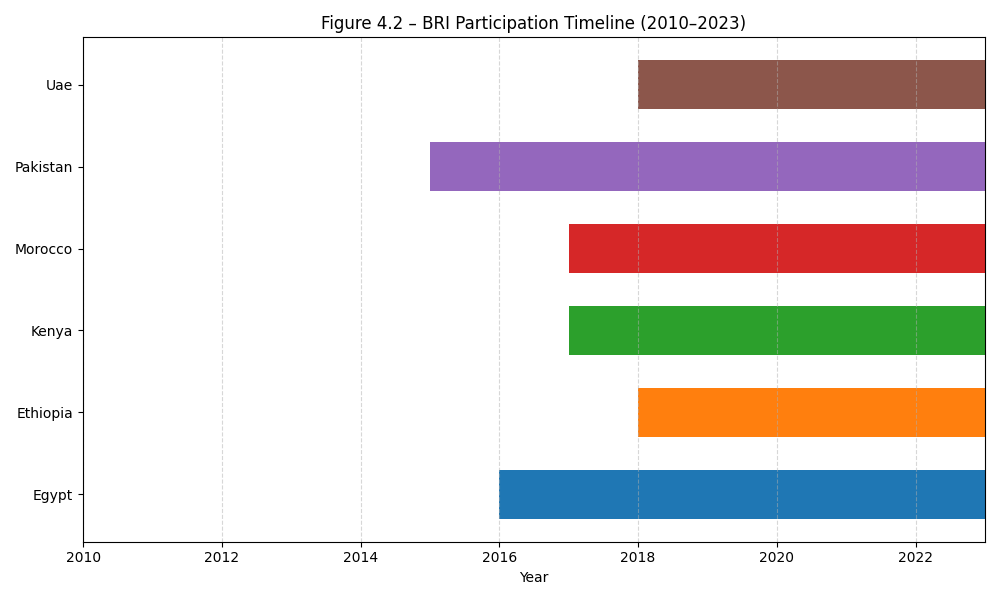 Figure 4.2 – BRI Participation Timeline (2010–2023)
Uae
Pakistan
Morocco
Kenya
Ethiopia
Egypt
2010 2012 2014 2016 2018 2020 2022
Year